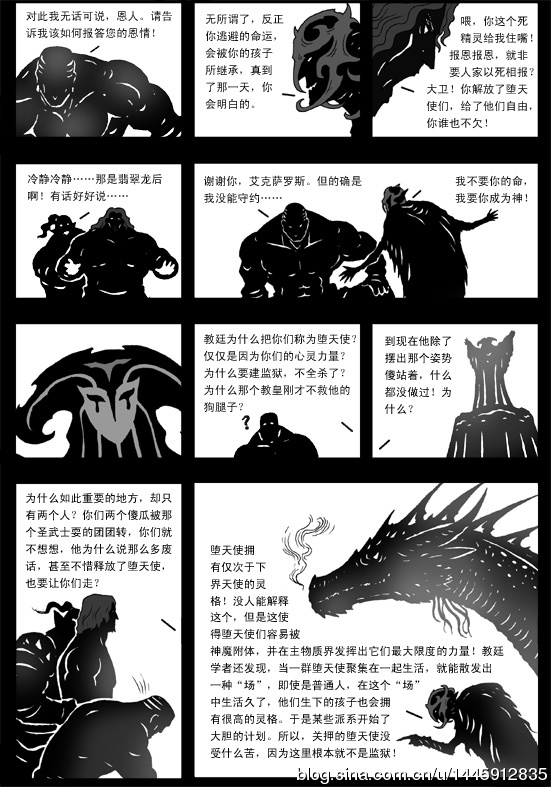 对此我无话可说，恩人。请告
诉我该如何报答您的恩情！
无所谓了，反正
你逃避的命运，
会被你的孩子
所继承，真到
了那一天，你
会明白的。
喂，你这个死
精灵给我住嘴！
报恩报恩，就非
要人家以死相报？
大卫！你解放了堕天
使们，给了他们自由，
你谁也不欠！
冷静冷静……那是翡翠龙后
啊！有话好好说……
谢谢你，艾克萨罗斯。但的确是
我没能守约……
我不要你的命，
我要你成为神！
教廷为什么把你们称为堕天使？
仅仅是因为你们的心灵力量？
为什么要建监狱，不全杀了？
为什么那个教皇刚才不救他的
狗腿子？
?
到现在他除了
摆出那个姿势
傻站着，什么
都没做过！为
什么？
为什么如此重要的地方，却只
有两个人？你们两个傻瓜被那
个圣武士耍的团团转，你们就
不想想，他为什么说那么多废
话，甚至不惜释放了堕天使，
也要让你们走？
堕天使拥
有仅次于下
界天使的灵
格！没人能解释
这个，但是这使
得堕天使们容易被
神魔附体，并在主物质界发挥出它们最大限度的力量！教廷
学者还发现，当一群堕天使聚集在一起生活，就能散发出
一种“场”，即使是普通人，在这个“场”
中生活久了，他们生下的孩子也会拥
有很高的灵格。于是某些派系开始了
大胆的计划。所以，关押的堕天使没
受什么苦，因为这里根本就不是监狱！
blog.sina.com.cn/u/1445912835